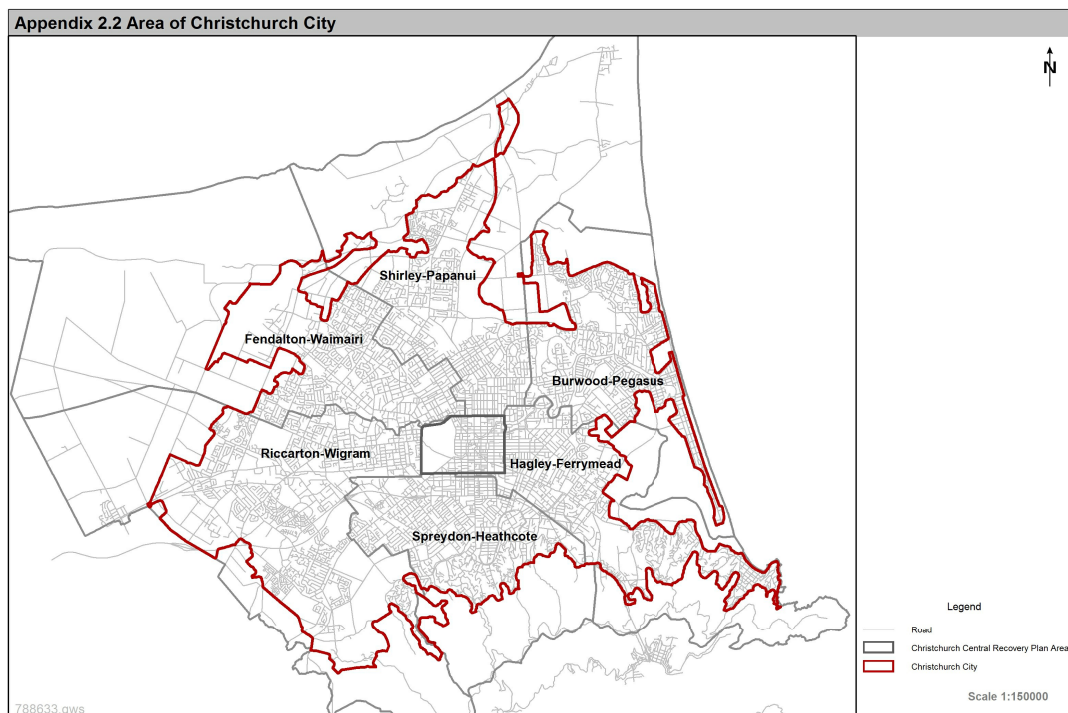 Appendix 2.2 Area of Christchurch City
N
Shirley-Papanui
Fendalton-Waimairi
Burwood-Pegasus
Riccarton-Wigram
Hagley-Ferrymead
Spreydon-Heathcote
Legend
Road
Christchurch Central Recovery Plan Area
Christchurch City
Scale 1:150000
788633.gws